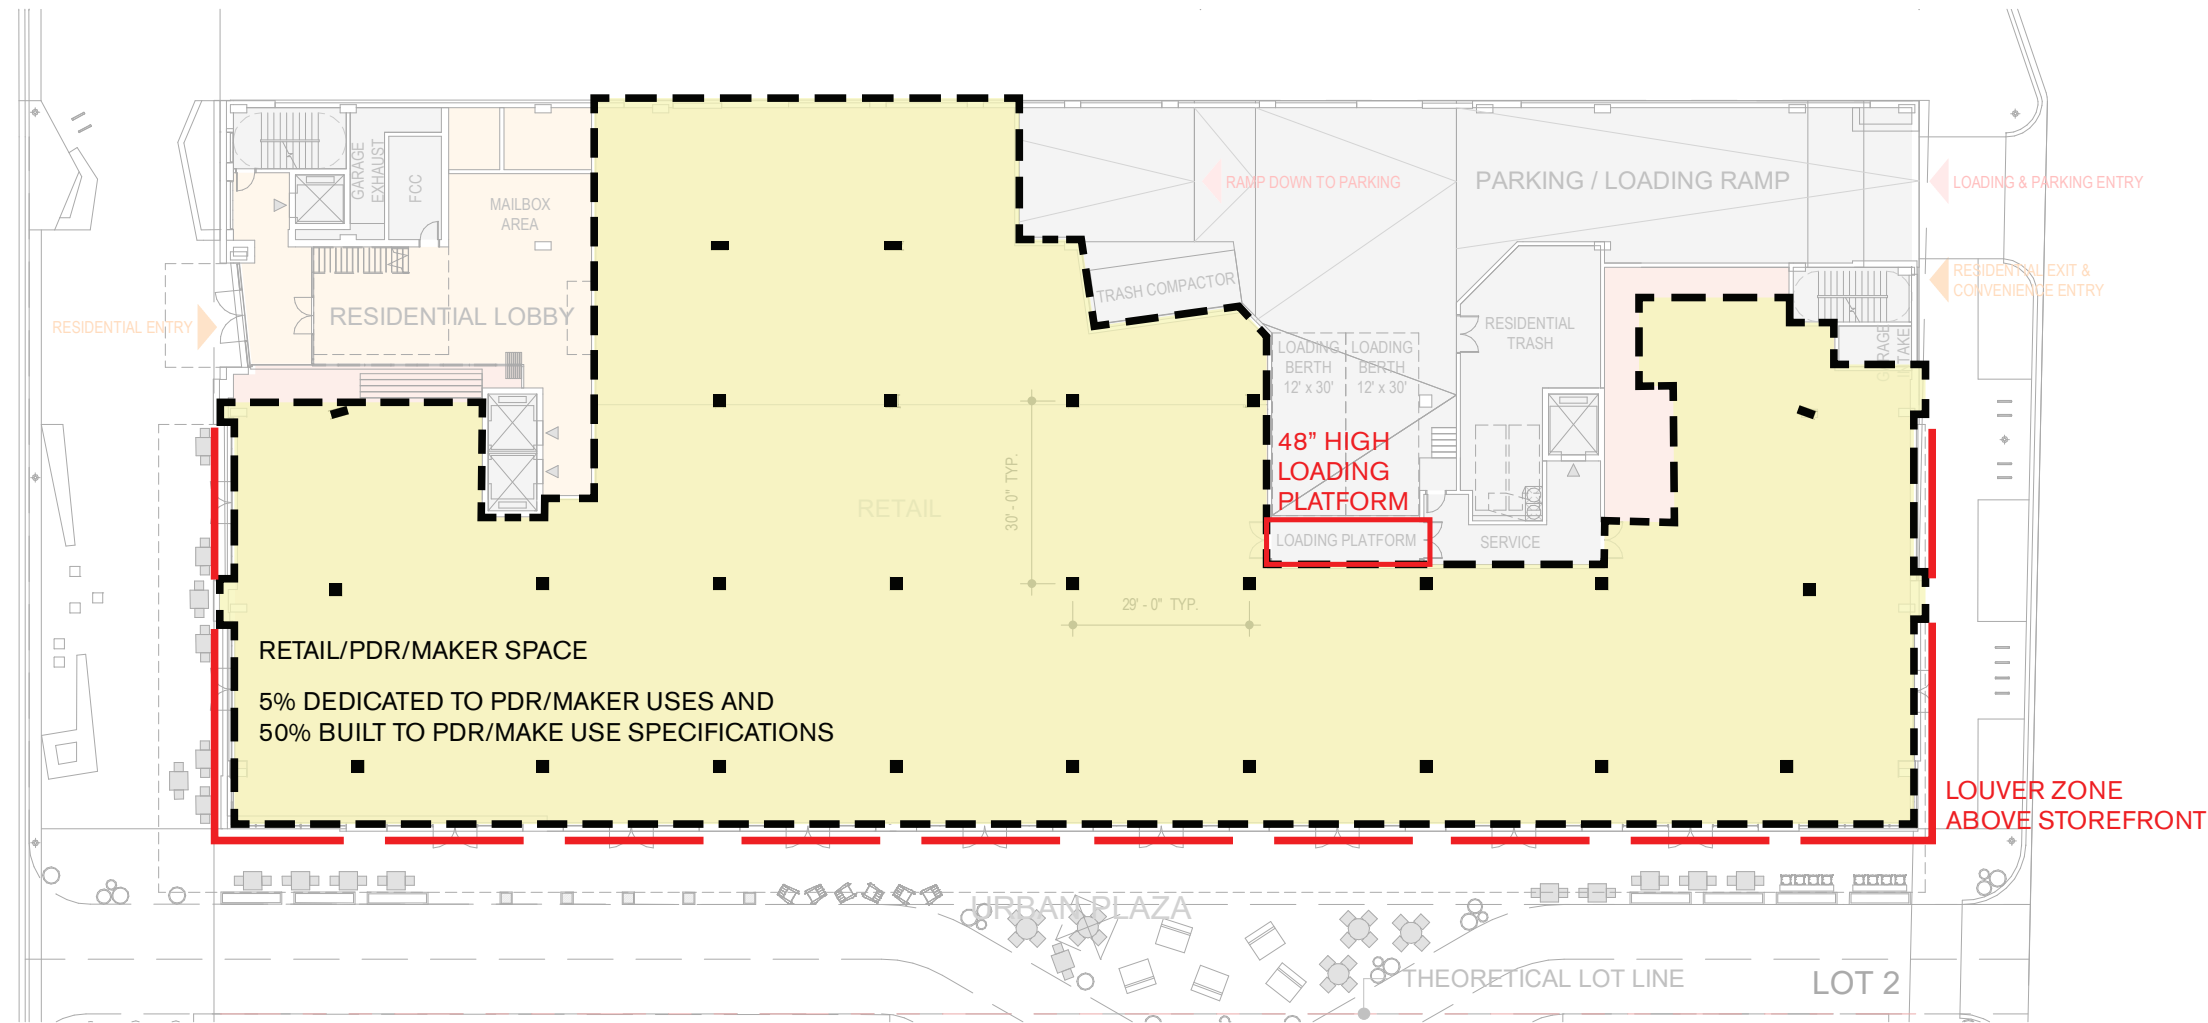 GARAGE
EXHAUST
FCC
MAILBOX
AREA
RAMP DOWN TO PARKING
PARKING / LOADING RAMP
LOADING & PARKING ENTRY
RESIDENTIAL EXIT &
CONVENIENCE ENTRY
TRASH COMPACTOR
RESIDENTIAL ENTRY
RESIDENTIAL LOBBY
RESIDENTIAL
TRASH
GARAGE
INTAKE
LOADING
BERTH
12' x 30'
LOADING
BERTH
12' x 30'
48” HIGH
LOADING
PLATFORM
RETAIL
30' - 0" TYP.
LOADING PLATFORM
SERVICE
29' - 0" TYP.
RETAIL/PDR/MAKER SPACE
5% DEDICATED TO PDR/MAKER USES AND
50% BUILT TO PDR/MAKE USE SPECIFICATIONS
LOUVER ZONE
ABOVE STOREFRONT
URBAN PLAZA
THEORETICAL LOT LINE
LOT 2